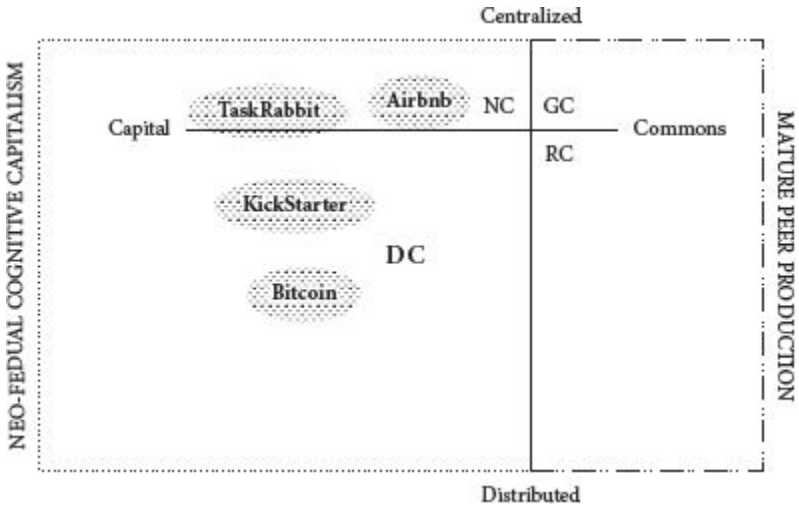 Centralized
TaskRabbit
Airbnb
NC
GC
Capital
Commons
RC
KickStarter
DC
Bitcoin
Distributed
NEO-FEDUAL COGNITIVE CAPITALISM
MATURE PEER PRODUCTION